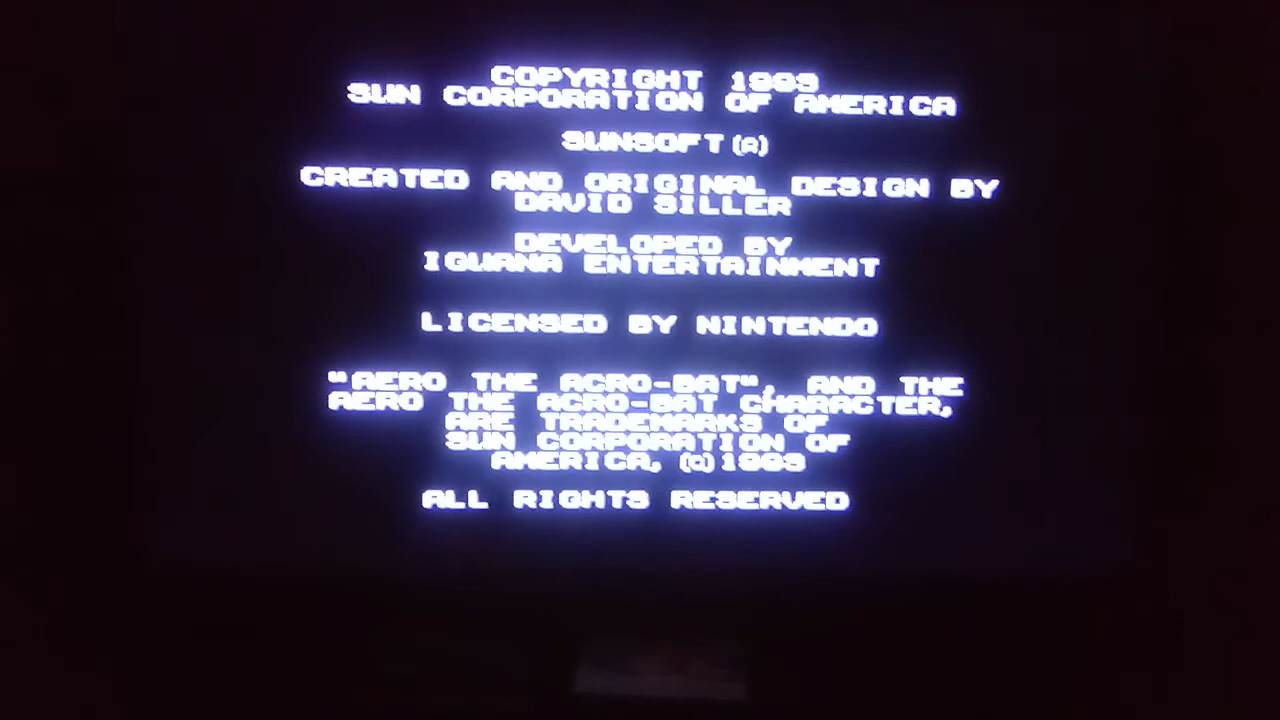 COPYRIGHT 1993
SUN CORPORATION OF AMERICA
SUNSOFT(R)
CREATED AND ORIGINAL DESIGN BY
DAVID SILLER
DEVELOPED BY
IGUANA ENTERTAINMENT
LICENSED BY NINTENDO
"AERO THE ACRO-BAT", AND THE
AERO THE ACRO-BAT CHARACTER,
ARE TRADEMARKS OF
SUN CORPORATION OF
AMERICA, (C)1993
ALL RIGHTS RESERVED